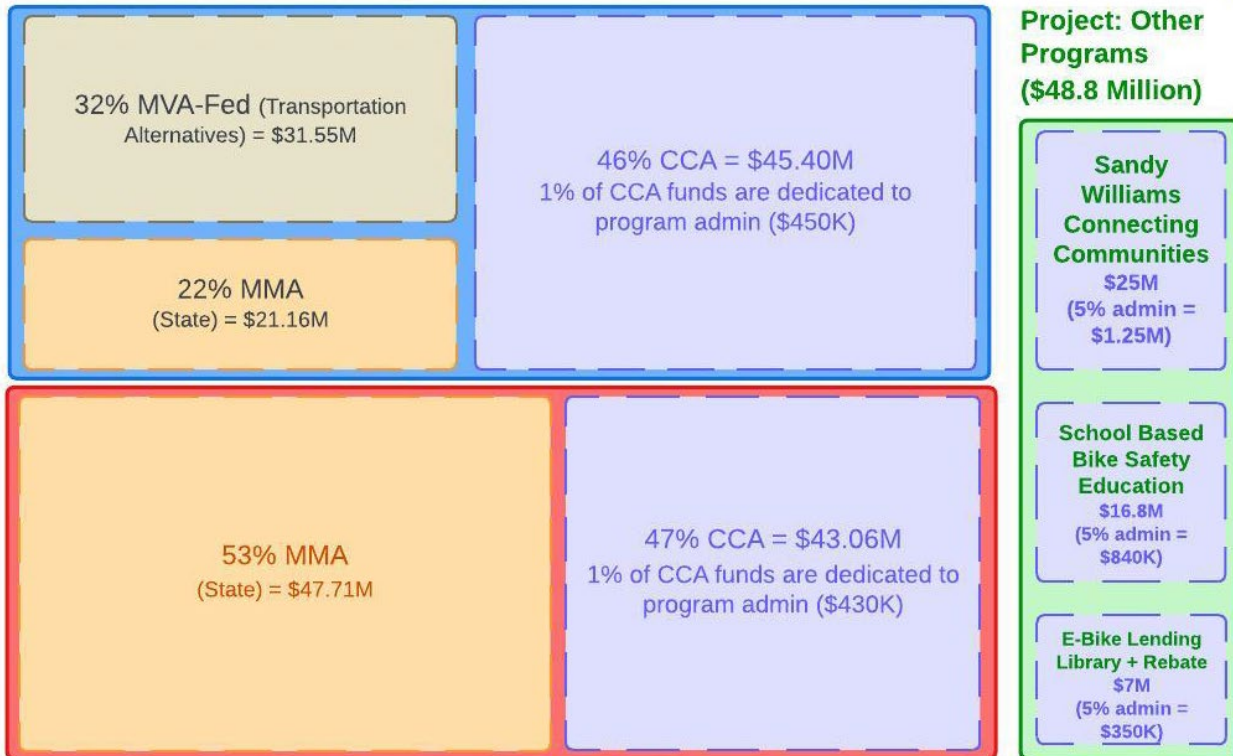 32% MVA-Fed (Transportation
Alternatives) = $31.55M
22% MMA
(State) = $21.16M
46% CCA = $45.40M
1% of CCA funds are dedicated to
program admin ($450K)
53% MMA
(State) = $47.71M
47% CCA = $43.06M
1% of CCA funds are dedicated to
program admin ($430K)
Project: Other
Programs
($48.8 Million)
Sandy
Williams
Connecting
Communities
$25M
(5% admin =
$1.25M)
School Based
Bike Safety
Education
$16.8M
(5% admin =
$840K)
E-Bike Lending
Library + Rebate
$7M
(5% admin =
$350K)